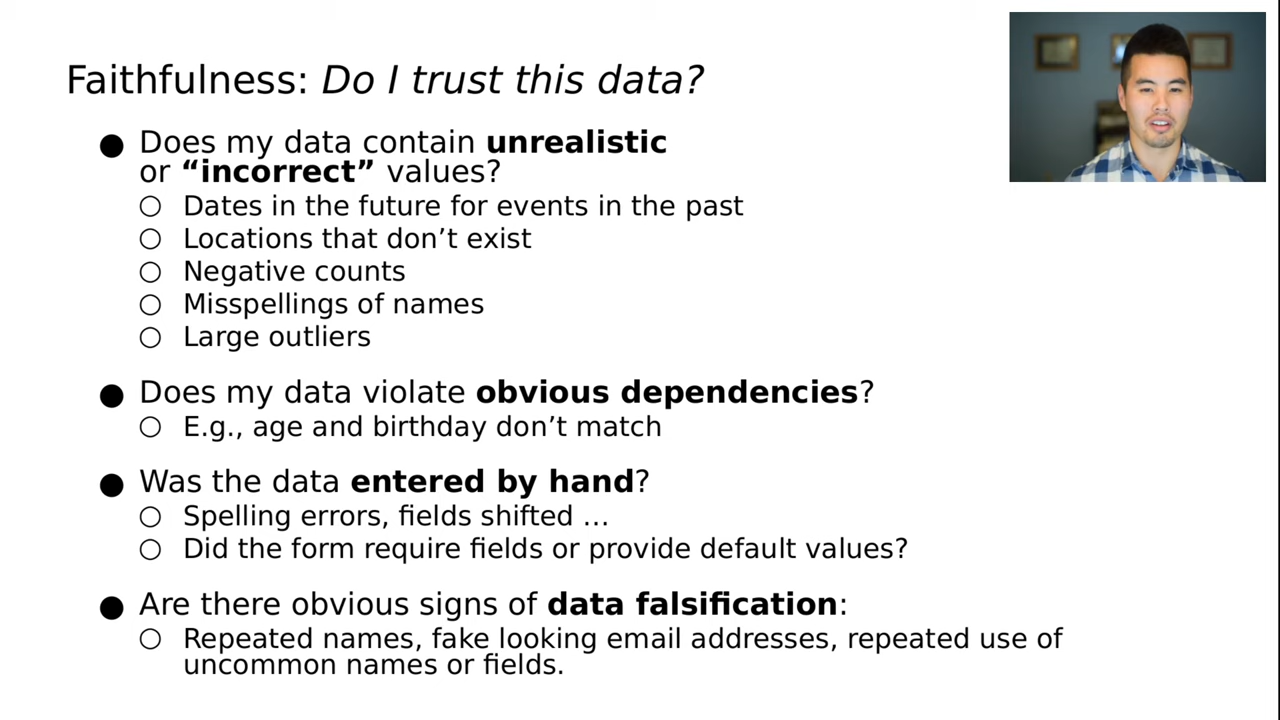 Faithfulness: Do I trust this data?
● Does my data contain unrealistic
or “incorrect” values?
○ Dates in the future for events in the past
○ Locations that don’t exist
○ Negative counts
○ Misspellings of names
○ Large outliers
● Does my data violate obvious dependencies?
○ E.g., age and birthday don’t match
● Was the data entered by hand?
○ Spelling errors, fields shifted …
○ Did the form require fields or provide default values?
● Are there obvious signs of data falsification:
○ Repeated names, fake looking email addresses, repeated use of
uncommon names or fields.